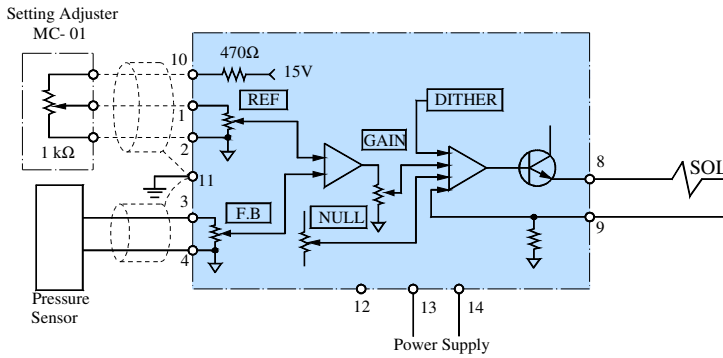 Setting Adjuster
MC- 01
10
470Ω
15V
REF
DITHER
1
GAIN
1 kΩ
2
8
SOL
11
3
F.B
NULL
9
4
Pressure
Sensor
12
13
14
Power Supply